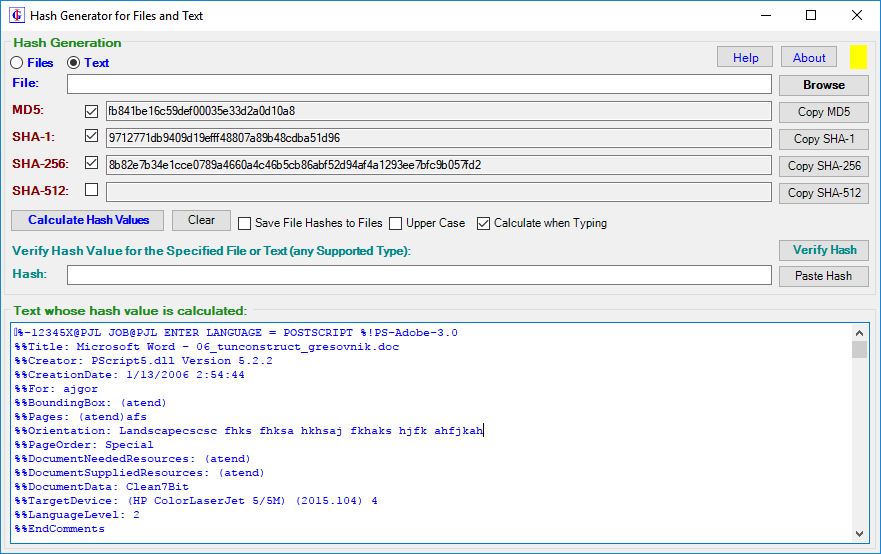 Hash Generator for Files and Text
Hash Generation
Files Text Help About
File: Browse
MD5: fb841be16c59def00035e33d2a0d10a8 Copy MD5
SHA-1: 9712771db9409d19efff48807a89b48cdba51d96 Copy SHA-1
SHA-256: 8b82e7b34e1cce0789a4660a4c46b5cb86abf52d94af4a1293ee7bfc9b057fd2 Copy SHA-256
SHA-512: Copy SHA-512
Calculate Hash Values Clear Save File Hashes to Files Upper Case Calculate when Typing
Verify Hash Value for the Specified File or Text (any Supported Type): Verify Hash
Hash: Paste Hash
Text whose hash value is calculated:
%-12345X@PJL JOB@PJL ENTER LANGUAGE = POSTSCRIPT %!PS-Adobe-3.0
%%Title: Microsoft Word - 06_tunconstruct_gresovnik.doc
%%Creator: PScript5.dll Version 5.2.2
%%CreationDate: 1/13/2006 2:54:44
%%For: ajgor
%%BoundingBox: (atend)
%%Pages: (atend)afs
%%Orientation: Landscapecscsc fhks fhksa hkhsaj fkhaks hjfk ahfjkah
%%PageOrder: Special
%%DocumentNeededResources: (atend)
%%DocumentSuppliedResources: (atend)
%%DocumentData: Clean7Bit
%%TargetDevice: (HP ColorLaserJet 5/5M) (2015.104) 4
%%LanguageLevel: 2
%%EndComments